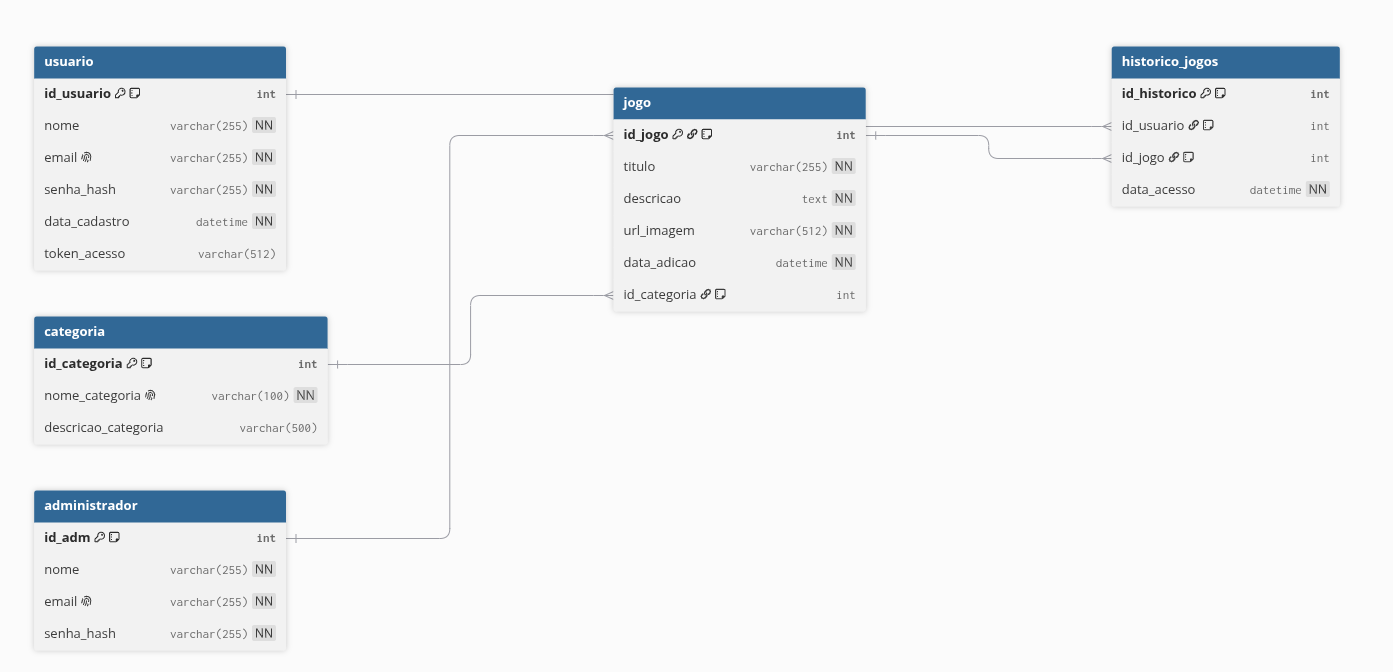 usuario
id_usuario int
nome varchar(255) NN
email varchar(255) NN
senha_hash varchar(255) NN
data_cadastro datetime NN
token_acesso varchar(512)
categoria
id_categoria int
nome_categoria varchar(100) NN
descricao_categoria varchar(500)
administrador
id_adm int
nome varchar(255) NN
email varchar(255) NN
senha_hash varchar(255) NN
jogo
id_jogo int
titulo varchar(255) NN
descricao text NN
url_imagem varchar(512) NN
data_adicao datetime NN
id_categoria int
historico_jogos
id_historico int
id_usuario int
id_jogo int
data_acesso datetime NN